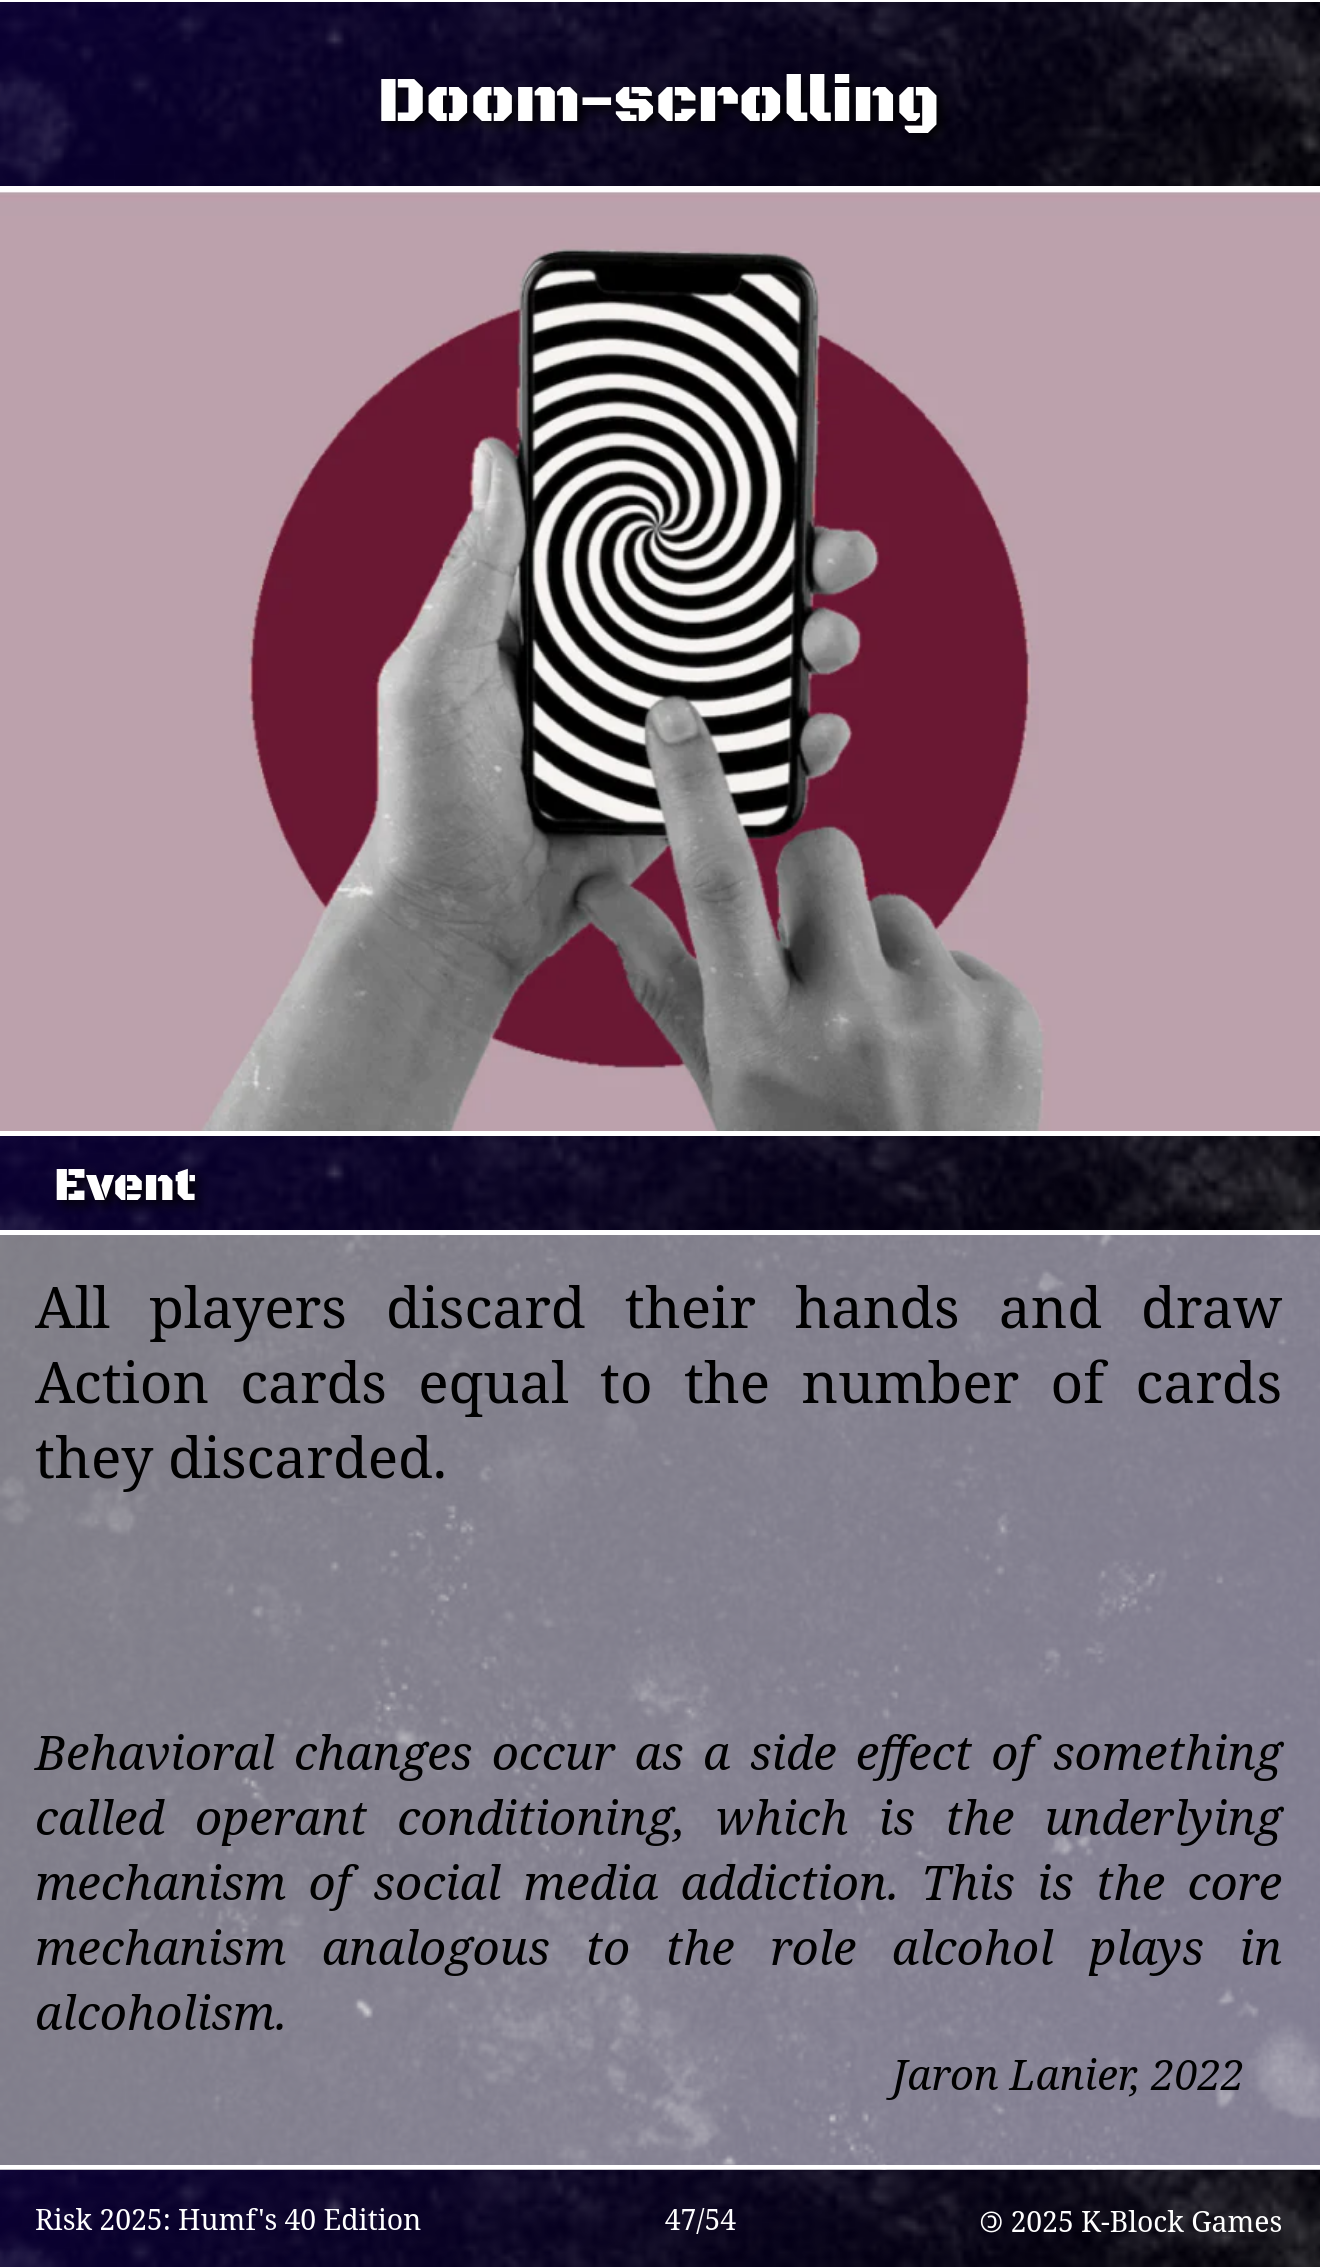 Doom-scrolling
Event
All players discard their hands and draw
Action cards equal to the number of cards
they discarded.
Behavioral changes occur as a side effect of something
called operant conditioning, which is the underlying
mechanism of social media addiction. This is the core
mechanism analogous to the role alcohol plays in
alcoholism.
Jaron Lanier, 2022
Risk 2025: Humf's 40 Edition
47/54
🄯 2025 K-Block Games